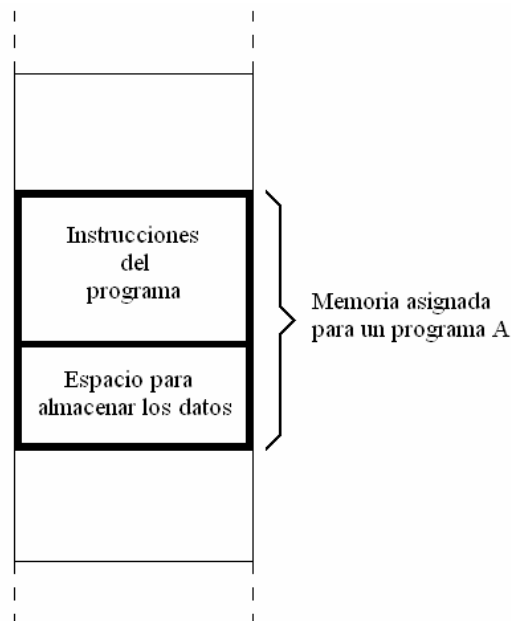 Instrucciones
del
programa
Memoria asignada
para un programa A
Espacio para
almacenar los datos